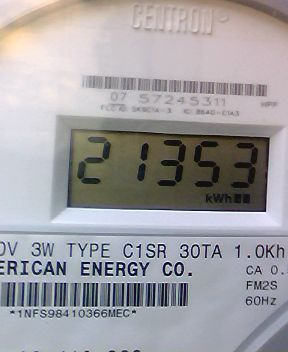 CENTRON
07 57245311
21353
kWh
3W TYPE C1SR 30TA 1.0Kh
ERICAN ENERGY CO.
CA 0.
FM2S
*1NFS98410366MEC*
60Hz